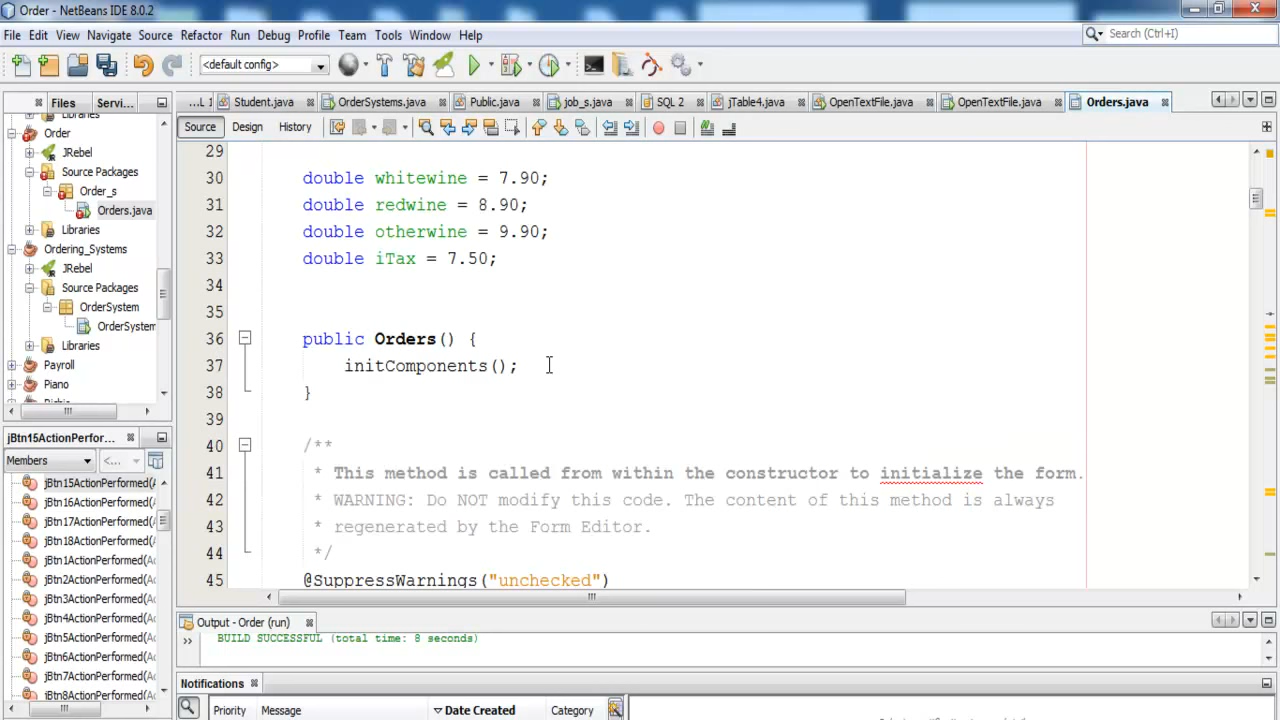 Order - NetBeans IDE 8.0.2
File Edit View Navigate Source Refactor Run Debug Profile Team Tools Window Help
Search (Ctrl+I)
<default config>
Files Servi...
...L 1 Student.java OrderSystems.java Public.java job_s.java SQL 2 jTable4.java OpenTextFile.java OpenTextFile.java Orders.java
Source Design History
Libraries
Order
JRebel
Source Packages
Order_s
Orders.java
Libraries
Ordering_Systems
JRebel
Source Packages
OrderSystem
OrderSystem
Libraries
Payroll
Piano
29
30 double whitewine = 7.90;
31 double redwine = 8.90;
32 double otherwine = 9.90;
33 double iTax = 7.50;
34
35
36 public Orders() {
37 initComponents();
38 }
39
40 /**
41 * This method is called from within the constructor to initialize the form.
42 * WARNING: Do NOT modify this code. The content of this method is always
43 * regenerated by the Form Editor.
44 */
45 @SuppressWarnings("unchecked")
jBtn15ActionPerfor...
Members <...
jBtn15ActionPerformed(A
jBtn16ActionPerformed(A
jBtn17ActionPerformed(A
jBtn18ActionPerformed(A
jBtn1ActionPerformed(Ac
jBtn2ActionPerformed(Ac
jBtn3ActionPerformed(Ac
jBtn4ActionPerformed(Ac
jBtn5ActionPerformed(Ac
jBtn6ActionPerformed(Ac
jBtn7ActionPerformed(Ac
jBtn8ActionPerformed(Ac
Output - Order (run)
BUILD SUCCESSFUL (total time: 8 seconds)
Notifications
Priority Message Date Created Category